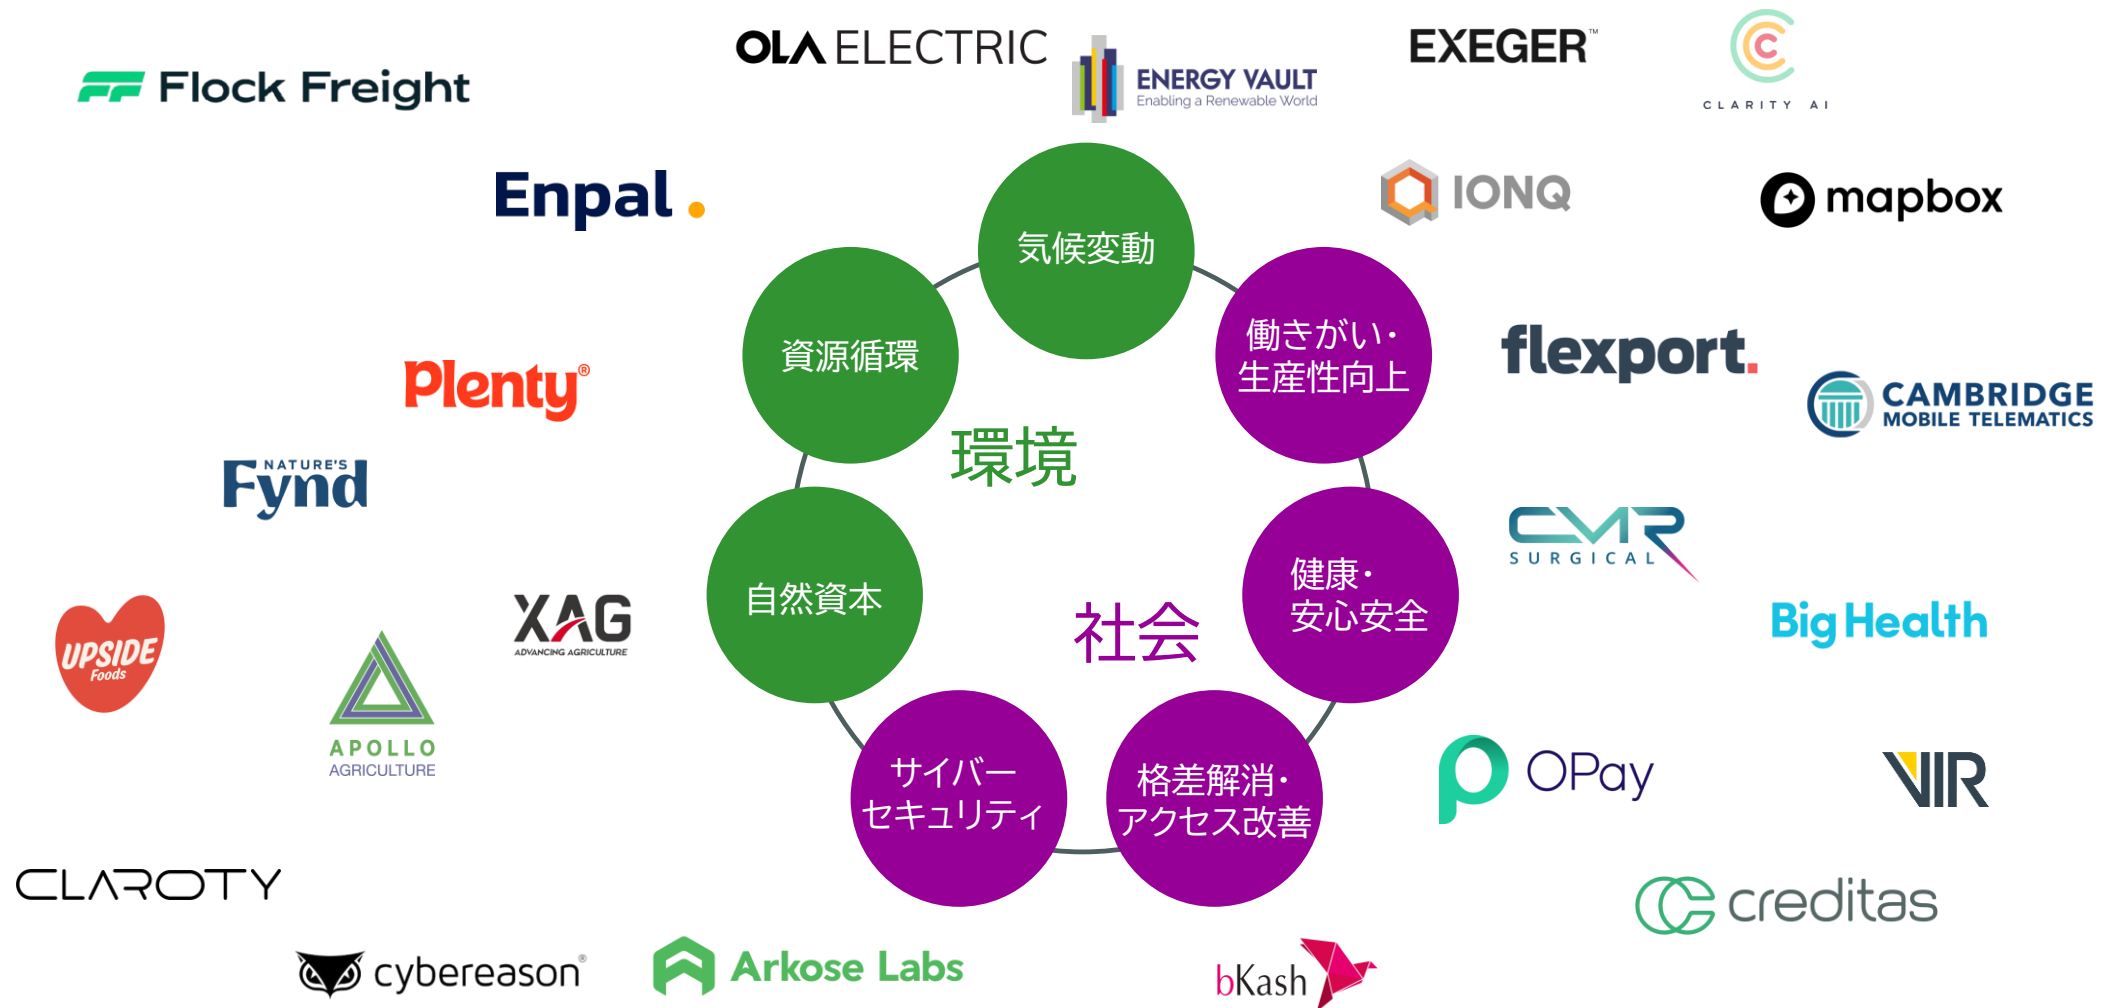 OLA ELECTRIC
EXEGER™
Flock Freight
ENERGY VAULT
Enabling a Renewable World
C
CLARITY AI
Enpal.
IONQ
mapbox
気候変動
資源循環
働きがい・
生産性向上
flexport.
Plenty®
CAMBRIDGE
MOBILE TELEMATICS
環境
NATURE'S
Fynd
CMR
SURGICAL
自然資本
健康・
安心安全
XAG
ADVANCING AGRICULTURE
社会
Big Health
UPSIDE
Foods
APOLLO
AGRICULTURE
サイバー
セキュリティ
格差解消・
アクセス改善
OPay
VIR
CLAROTY
creditas
cybereason®
Arkose Labs
bKash